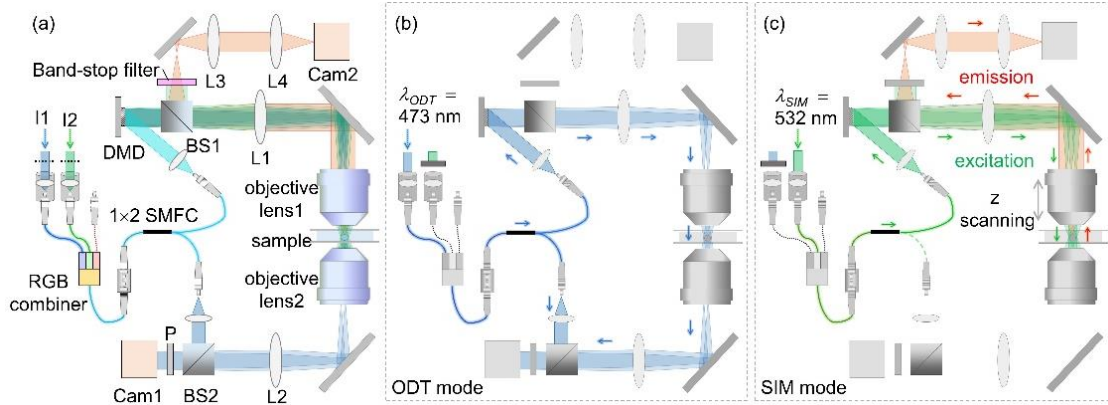 (a)
Band-stop filter
L3
L4
Cam2
I1
I2
DMD
BS1
L1
1×2 SMFC
objective
lens1
sample
objective
lens2
RGB
combiner
P
Cam1
BS2
L2
(b)
λODT =
473 nm
ODT mode
(c)
λSIM =
532 nm
emission
excitation
z
scanning
SIM mode